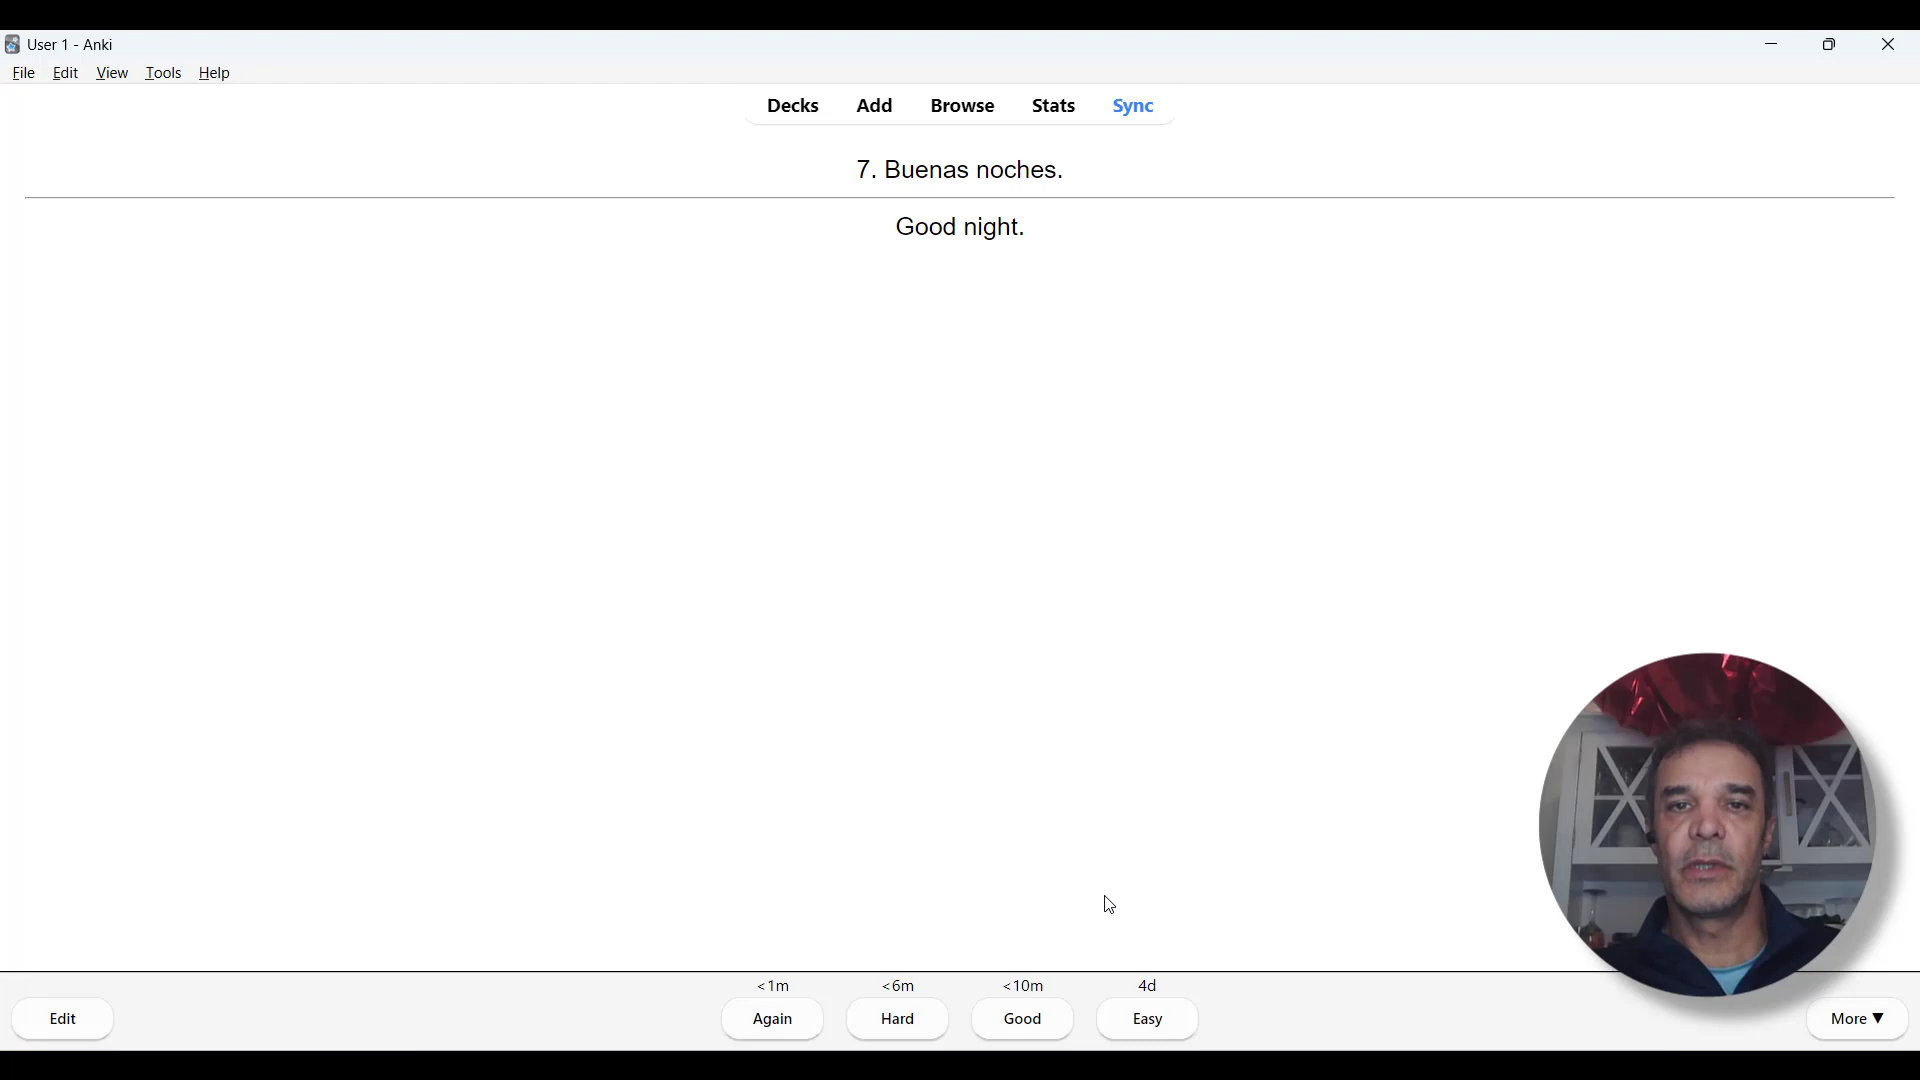 User 1 - Anki
File Edit View Tools Help
Decks Add Browse Stats Sync
7. Buenas noches.
Good night.
<1m <6m <10m 4d
Edit Again Hard Good Easy More ▼